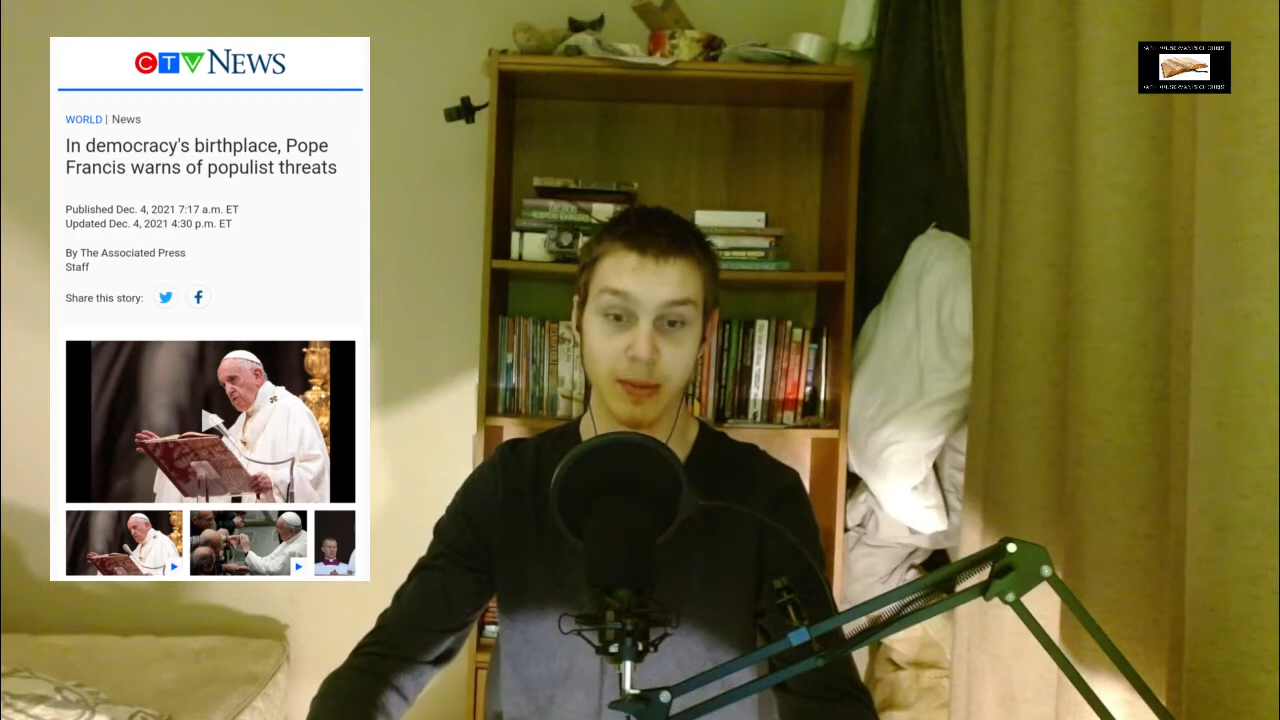 CTV NEWS
WORLD | News
In democracy's birthplace, Pope
Francis warns of populist threats
Published Dec. 4, 2021 7:17 a.m. ET
Updated Dec. 4, 2021 4:30 p.m. ET
By The Associated Press
Staff
Share this story: